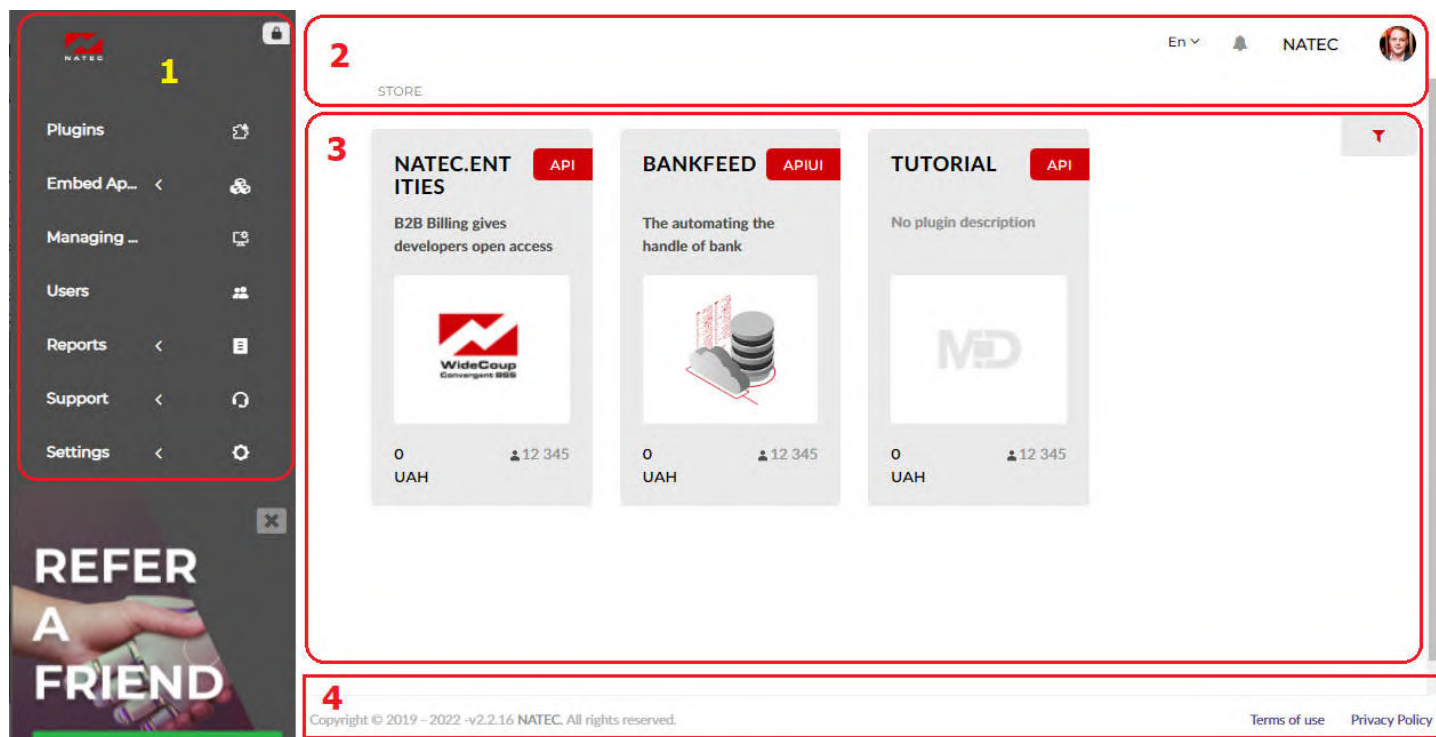 NATEC
1
Plugins
Embed Ap...
Managing ...
Users
Reports
Support
Settings
REFER
A
FRIEND
2
En
NATEC
STORE
3
NATEC.ENT
ITIES
API
B2B Billing gives
developers open access
WideCoup
Convergent BSS
0
12 345
UAH
BANKFEED
APIUI
The automating the
handle of bank
0
12 345
UAH
TUTORIAL
API
No plugin description
MD
0
12 345
UAH
4
Copyright © 2019 - 2022 -v2.2.16 NATEC. All rights reserved.
Terms of use Privacy Policy